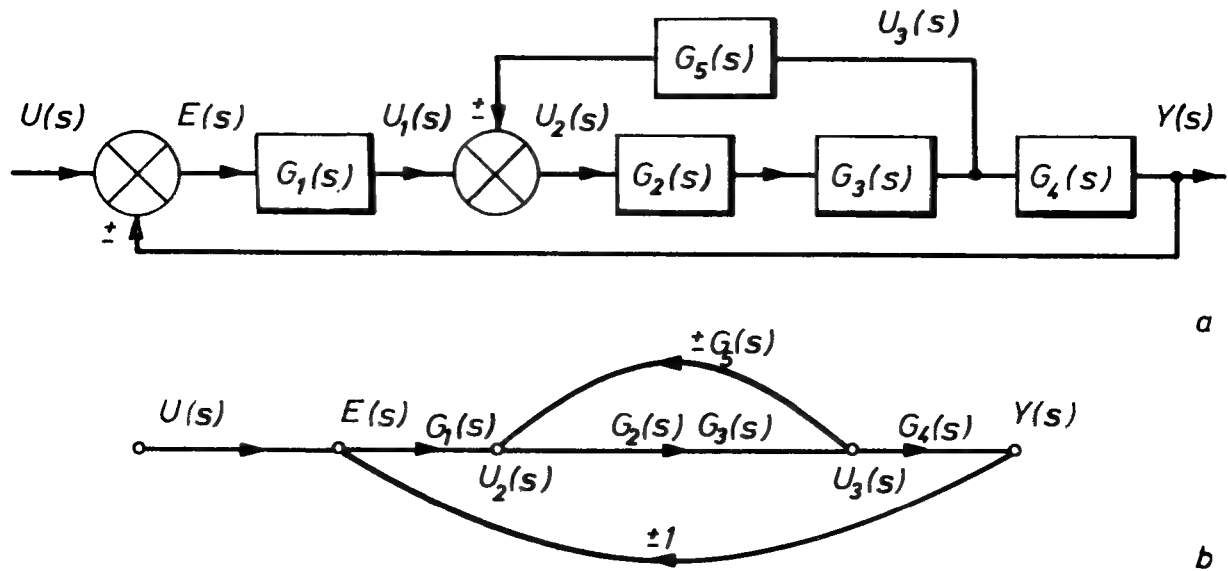 U₃(s)
G₅(s)
U(s) E(s) U₁(s) ± U₂(s) Y(s)
G₁(s) G₂(s) G₃(s) G₄(s)
±
a
± G₅(s)
U(s) E(s) G₁(s) G₂(s) G₃(s) G₄(s) Y(s)
U₂(s) U₃(s)
±1
b